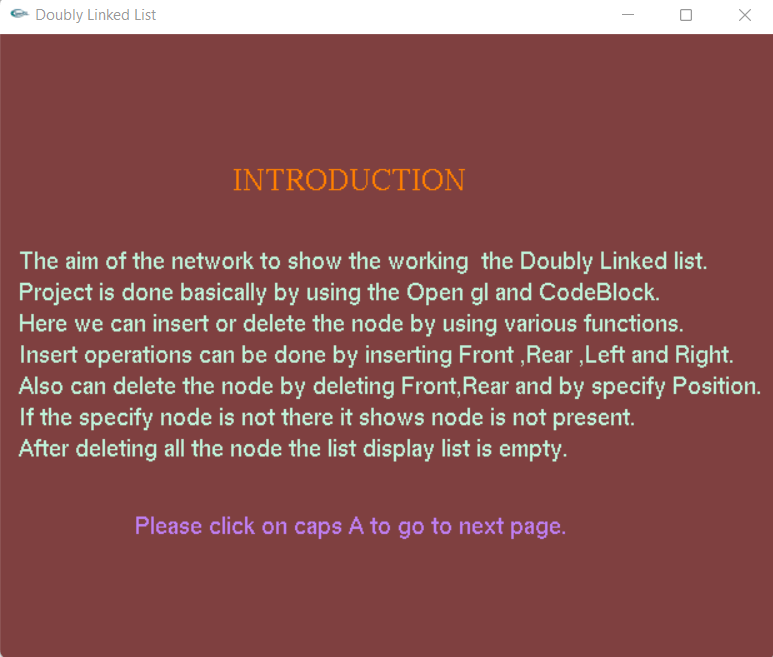 Doubly Linked List
INTRODUCTION
The aim of the network to show the working  the Doubly Linked list.
Project is done basically by using the Open gl and CodeBlock.
Here we can insert or delete the node by using various functions.
Insert operations can be done by inserting Front ,Rear ,Left and Right.
Also can delete the node by deleting Front,Rear and by specify Position.
If the specify node is not there it shows node is not present.
After deleting all the node the list display list is empty.
Please click on caps A to go to next page.